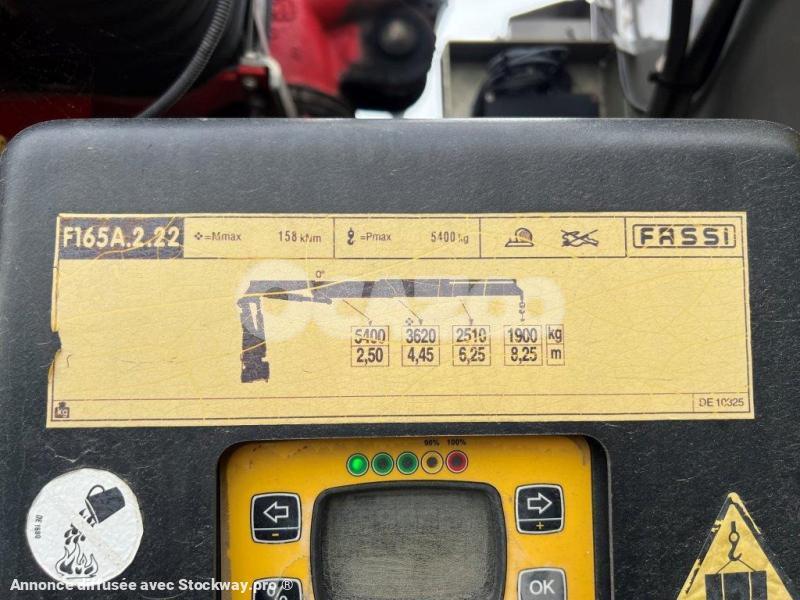 F165A.2.22 =Mmax 158 kNm =Pmax 5400 kg FASSI
0°
5400 3620 2510 1900 kg
2,50 4,45 6,25 8,25 m
kg DE 10325
90% 100%
- +
OK
Annonce diffusée avec Stockway.pro ®